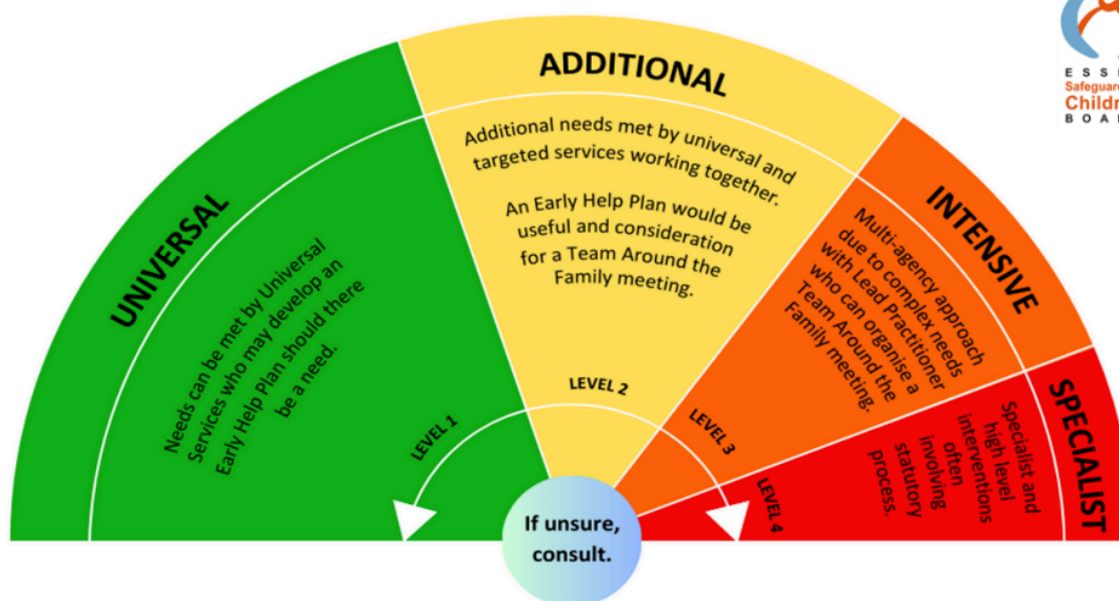 UNIVERSAL
Needs can be met by Universal
Services who may develop an
Early Help Plan should there
be a need.
LEVEL 1
ADDITIONAL
Additional needs met by universal and
targeted services working together.
An Early Help Plan would be
useful and consideration
for a Team Around the
Family meeting.
LEVEL 2
INTENSIVE
Multi-agency approach
due to complex needs
with Lead Practitioner
who can organise a
Team Around the
Family meeting.
LEVEL 3
SPECIALIST
Specialist and
high level
interventions
often
involving
statutory
process.
LEVEL 4
If unsure,
consult.